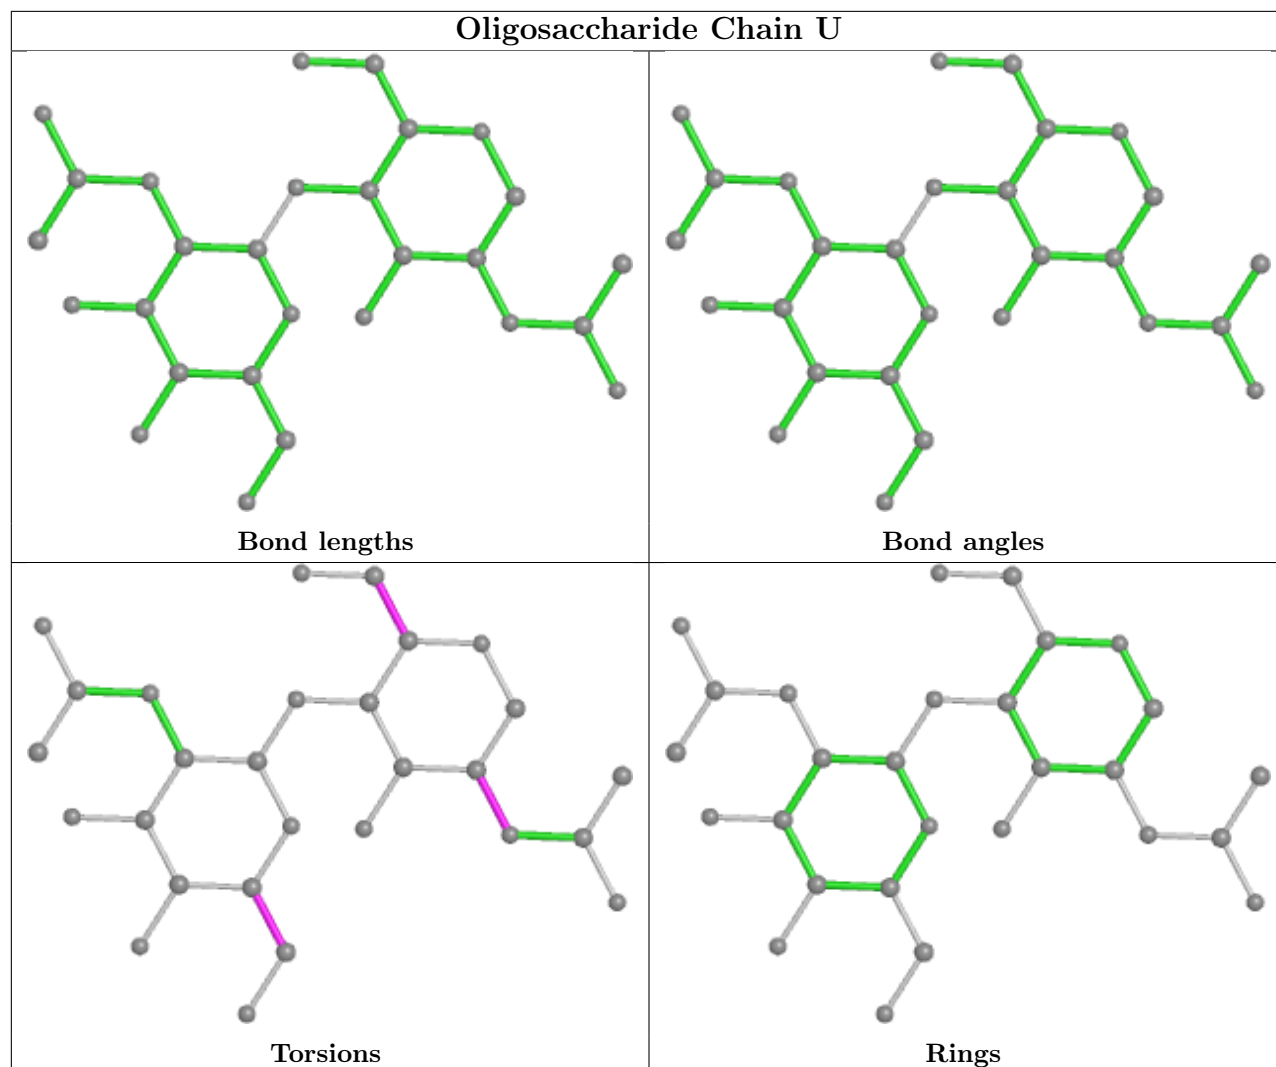 Oligosaccharide Chain U
Bond lengths
Bond angles
Torsions
Rings